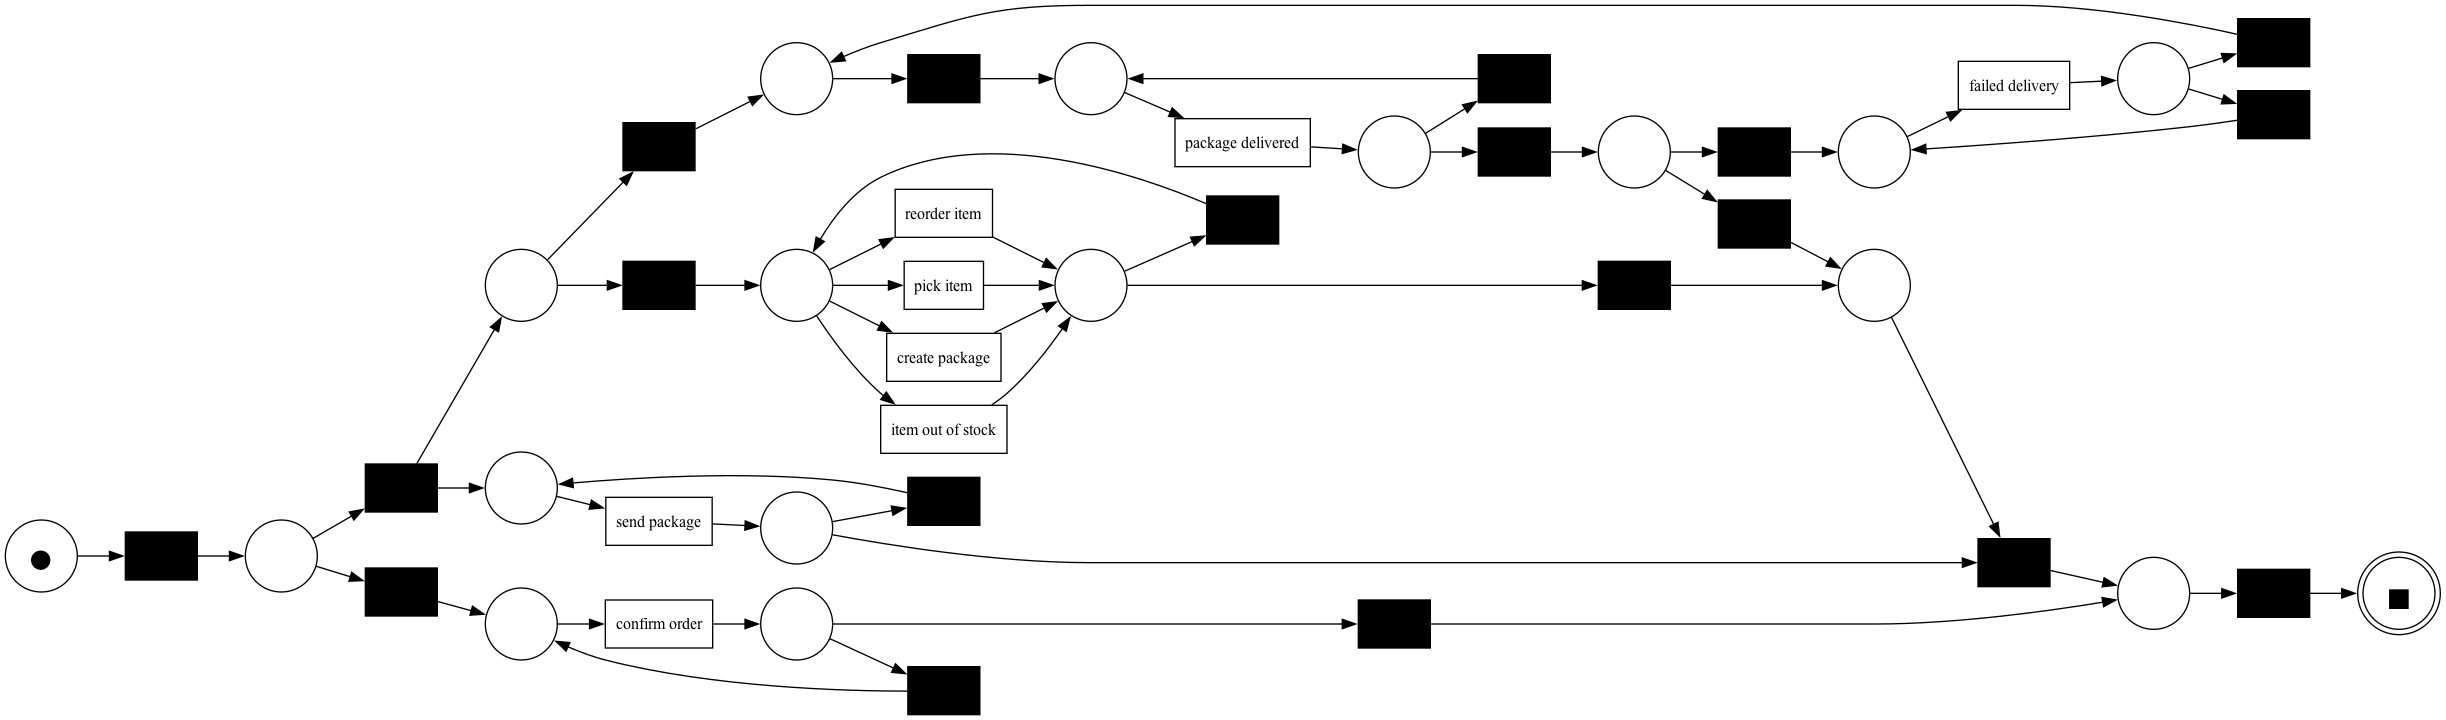 failed delivery
package delivered
reorder item
pick item
create package
item out of stock
send package
confirm order